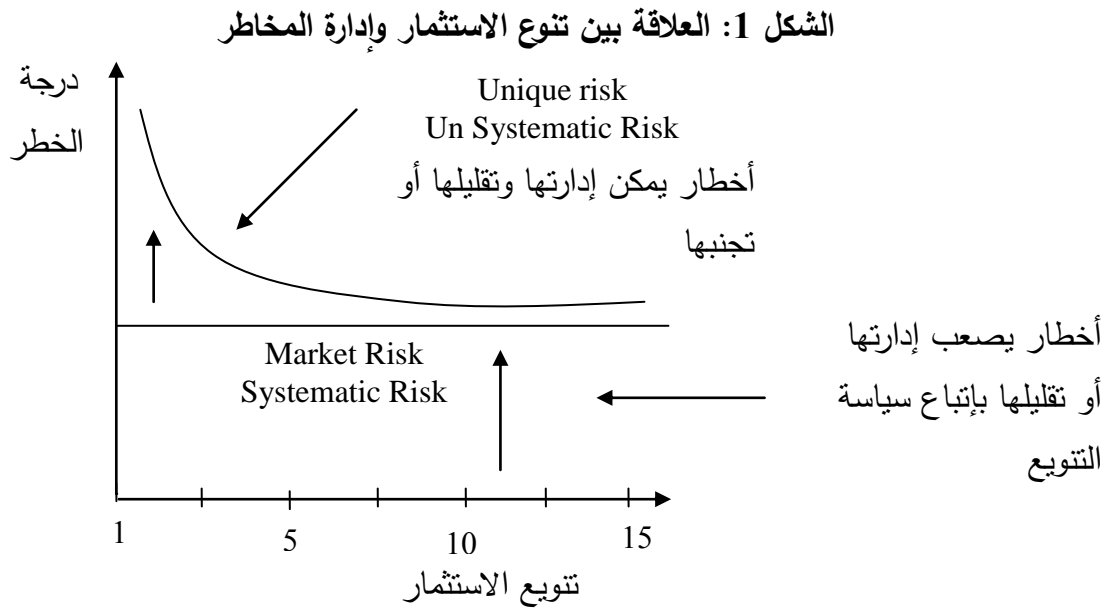 الشكل 1: العلاقة بين تنوع الاستثمار وإدارة المخاطر
درجة
الخطر
Unique risk
Un Systematic Risk
أخطار يمكن إدارتها وتقليلها أو
تجنبها
Market Risk
Systematic Risk
أخطار يصعب إدارتها
أو تقليلها بإتباع سياسة
التنويع
1 5 10 15
تنويع الاستثمار